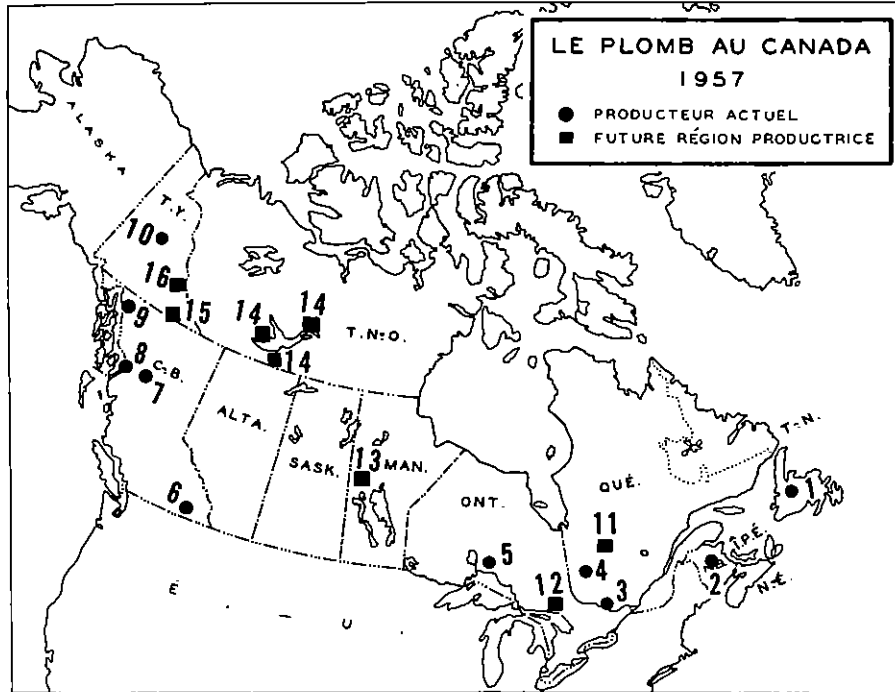 LE PLOMB AU CANADA
1957
PRODUCTEUR ACTUEL
FUTURE RÉGION PRODUCTRICE
ALASKA
T.Y.
10
16
9
15
14
14
T.N.O.
14
8
C-B.
7
ALTA.
SASK.
13
MAN.
T-N.
1
ONT.
QUÉ.
6
11
5
4
Î.P.É.
2
N-É.
12
3
É-U.